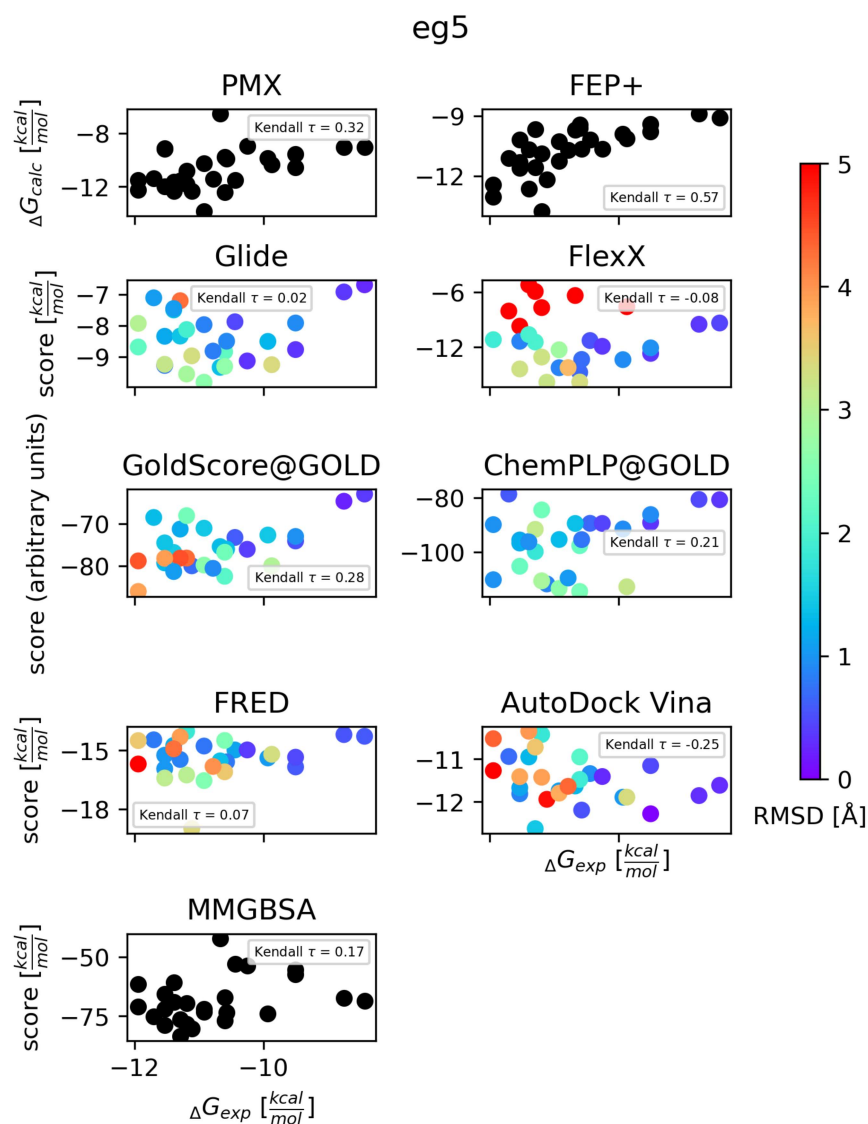 eg5
PMX
FEP+
ΔG_calc [kcal/mol]
−8
−12
Kendall τ = 0.32
−9
−12
Kendall τ = 0.57
Glide
FlexX
score [kcal/mol]
−7
−8
−9
Kendall τ = 0.02
−6
−12
Kendall τ = -0.08
score (arbitrary units)
GoldScore@GOLD
ChemPLP@GOLD
−70
−80
Kendall τ = 0.28
−80
−100
Kendall τ = 0.21
FRED
AutoDock Vina
score [kcal/mol]
−15
−18
Kendall τ = 0.07
−11
−12
Kendall τ = -0.25
ΔG_exp [kcal/mol]
MMGBSA
score [kcal/mol]
−50
−75
Kendall τ = 0.17
−12
−10
ΔG_exp [kcal/mol]
5
4
3
2
1
0
RMSD [Å]